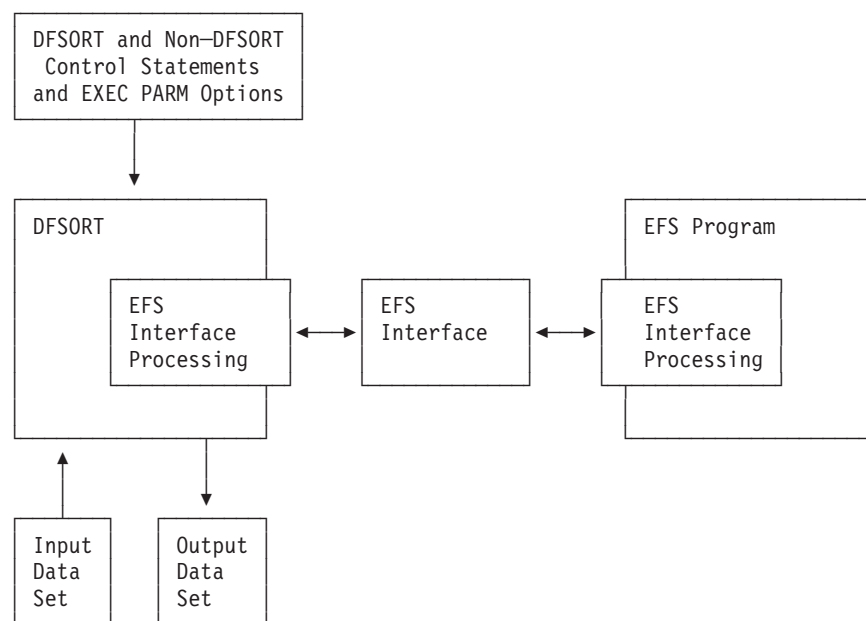 DFSORT and Non—DFSORT
Control Statements
and EXEC PARM Options
DFSORT
EFS
Interface
Processing
EFS
Interface
EFS Program
EFS
Interface
Processing
Input
Data
Set
Output
Data
Set